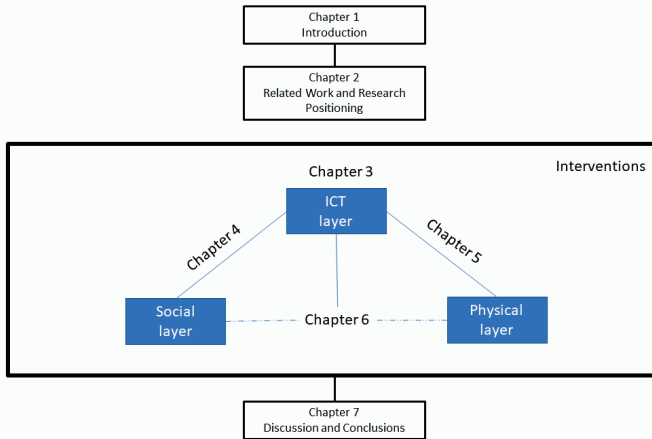 Chapter 1
Introduction
Chapter 2
Related Work and Research
Positioning
Interventions
Chapter 3
ICT
layer
Chapter 4
Chapter 5
Social
layer
Chapter 6
Physical
layer
Chapter 7
Discussion and Conclusions